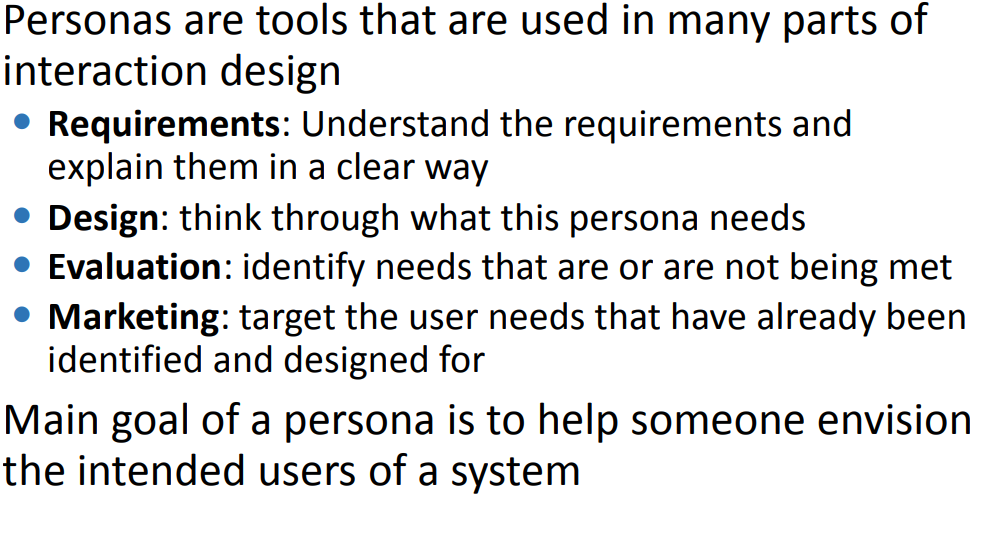 Personas are tools that are used in many parts of
interaction design
• Requirements: Understand the requirements and
explain them in a clear way
• Design: think through what this persona needs
• Evaluation: identify needs that are or are not being met
• Marketing: target the user needs that have already been
identified and designed for
Main goal of a persona is to help someone envision
the intended users of a system